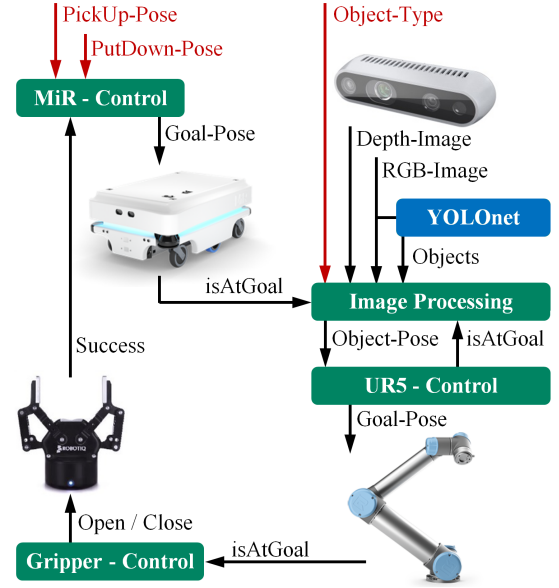 PickUp-Pose
PutDown-Pose
Object-Type
MiR - Control
Goal-Pose
Depth-Image
RGB-Image
YOLOnet
Objects
isAtGoal
Image Processing
Object-Pose
isAtGoal
Success
UR5 - Control
Goal-Pose
ROBOTIQ
Open / Close
isAtGoal
Gripper - Control